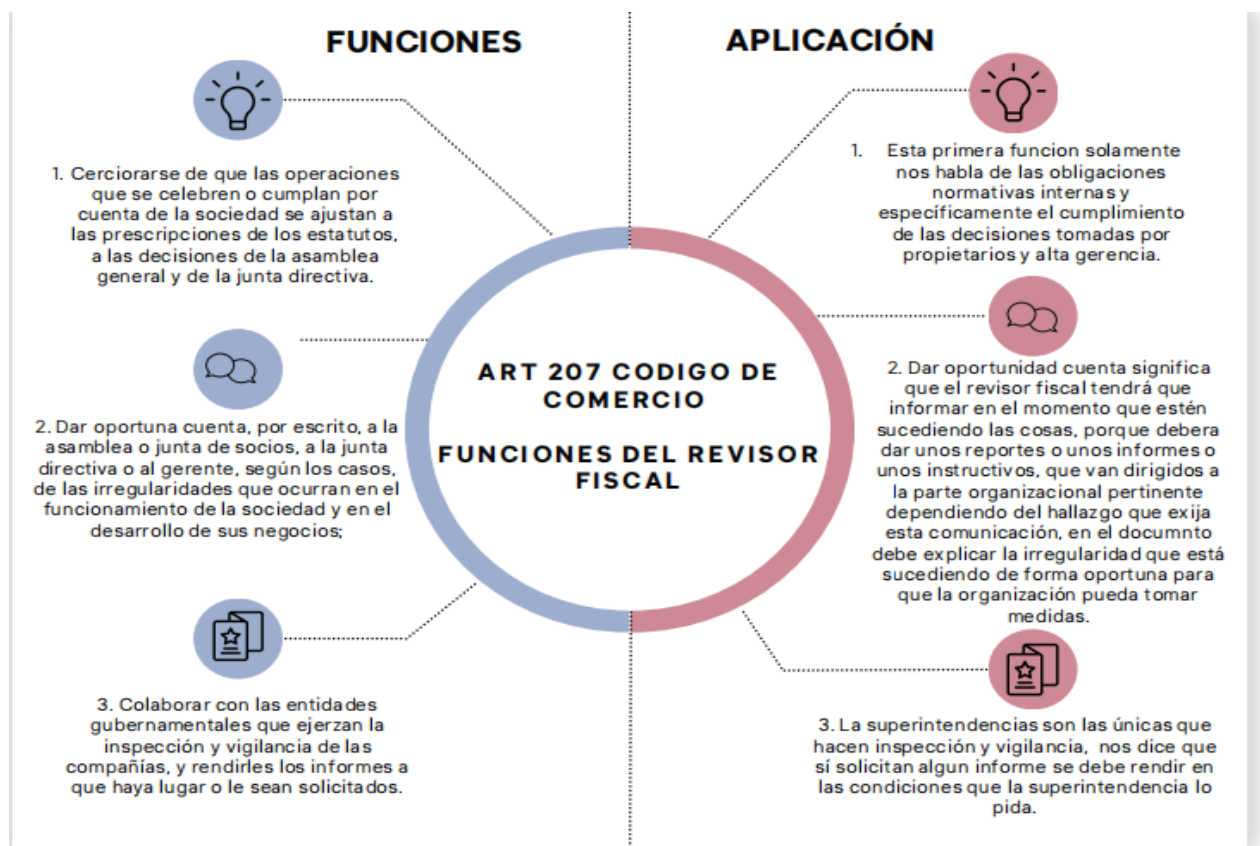 FUNCIONES
1. Cerciorarse de que las operaciones
que se celebren o cumplan por
cuenta de la sociedad se ajustan a
las prescripciones de los estatutos,
a las decisiones de la asamblea
general y de la junta directiva.
2. Dar oportuna cuenta, por escrito, a la
asamblea o junta de socios, a la junta
directiva o al gerente, según los casos,
de las irregularidades que ocurran en el
funcionamiento de la sociedad y en el
desarrollo de sus negocios;
3. Colaborar con las entidades
gubernamentales que ejerzan la
inspección y vigilancia de las
compañías, y rendirles los informes a
que haya lugar o le sean solicitados.
ART 207 CODIGO DE
COMERCIO
FUNCIONES DEL REVISOR
FISCAL
APLICACIÓN
1. Esta primera funcion solamente
nos habla de las obligaciones
normativas internas y
específicamente el cumplimiento
de las decisiones tomadas por
propietarios y alta gerencia.
2. Dar oportunidad cuenta significa
que el revisor fiscal tendrá que
informar en el momento que estén
sucediendo las cosas, porque debera
dar unos reportes o unos informes o
unos instructivos, que van dirigidos a
la parte organizacional pertinente
dependiendo del hallazgo que exija
esta comunicación, en el documnto
debe explicar la irregularidad que está
sucediendo de forma oportuna para
que la organización pueda tomar
medidas.
3. La superintendencias son las únicas que
hacen inspección y vigilancia, nos dice que
sí solicitan algun informe se debe rendir en
las condiciones que la superintendencia lo
pida.